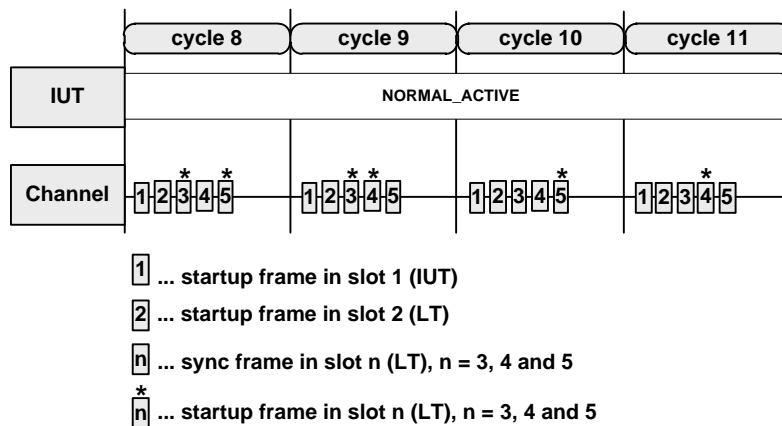 cycle 8 cycle 9 cycle 10 cycle 11
IUT NORMAL_ACTIVE
* * * * * *
Channel 1 2 3 4 5 1 2 3 4 5 1 2 3 4 5 1 2 3 4 5
1 ... startup frame in slot 1 (IUT)
2 ... startup frame in slot 2 (LT)
n ... sync frame in slot n (LT), n = 3, 4 and 5
*
n ... startup frame in slot n (LT), n = 3, 4 and 5